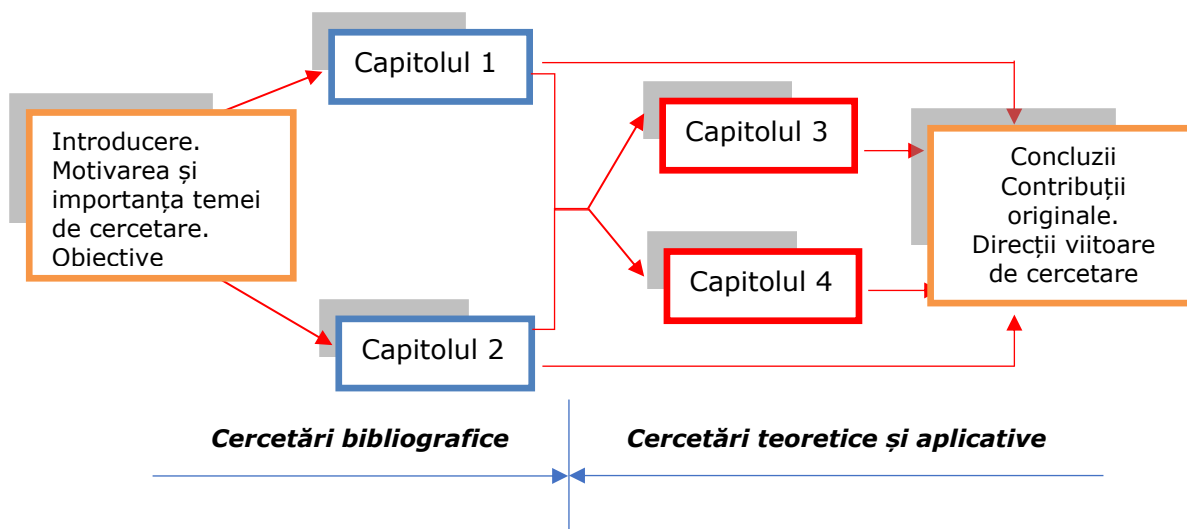 Capitolul 1
Introducere.
Motivarea și
importanța temei
de cercetare.
Obiective
Capitolul 2
Capitolul 3
Capitolul 4
Concluzii
Contribuții
originale.
Direcții viitoare
de cercetare
Cercetări bibliografice
Cercetări teoretice și aplicative